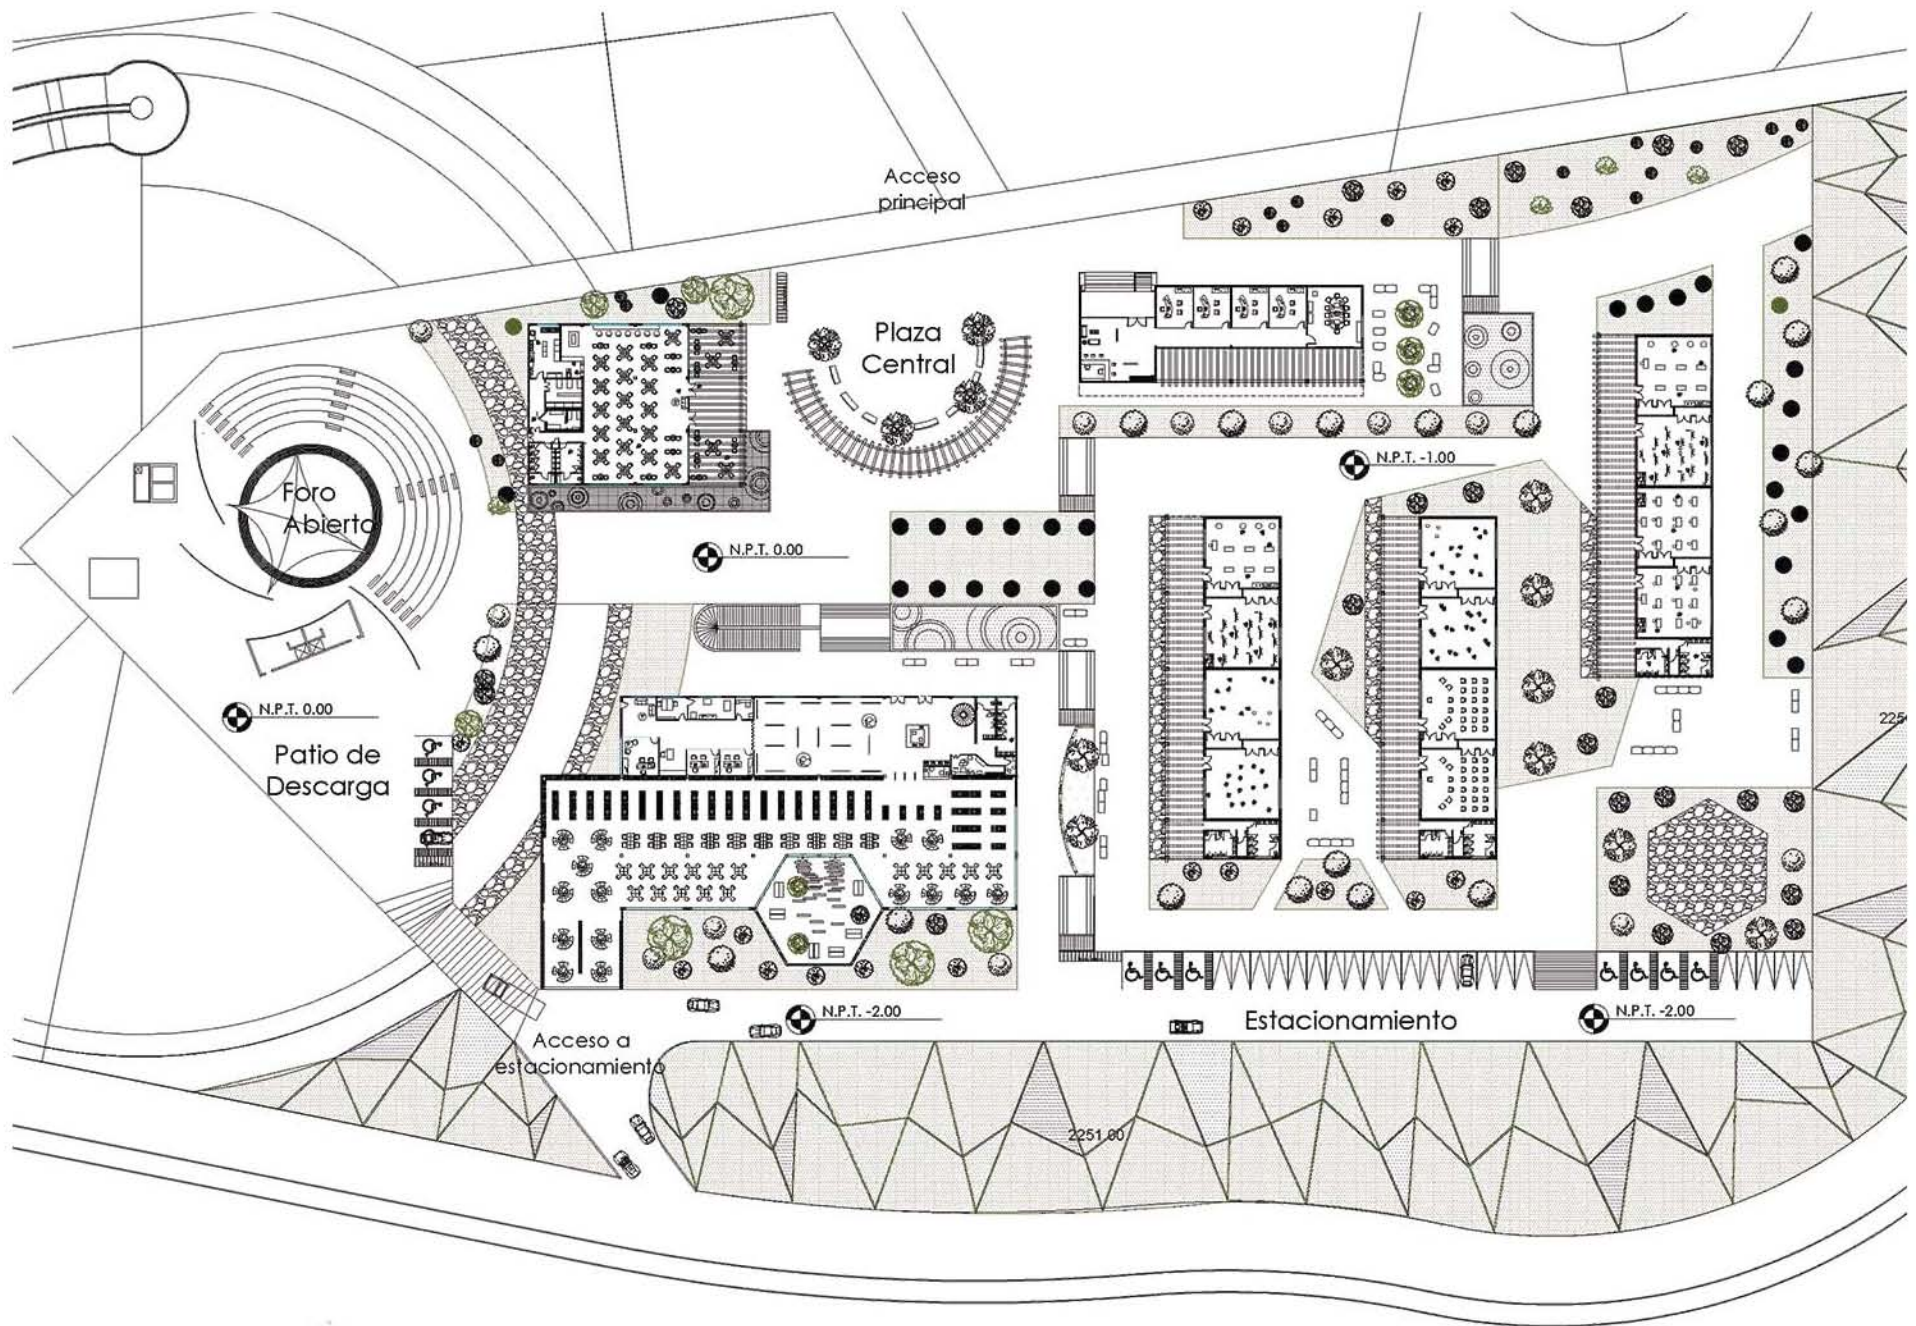 Acceso
principal
Plaza
Central
Foro
Abierto
N.P.T. -1.00
N.P.T. 0.00
N.P.T. 0.00
Patio de
Descarga
N.P.T. -2.00
Estacionamiento
N.P.T. -2.00
Acceso a
estacionamiento
2251.00